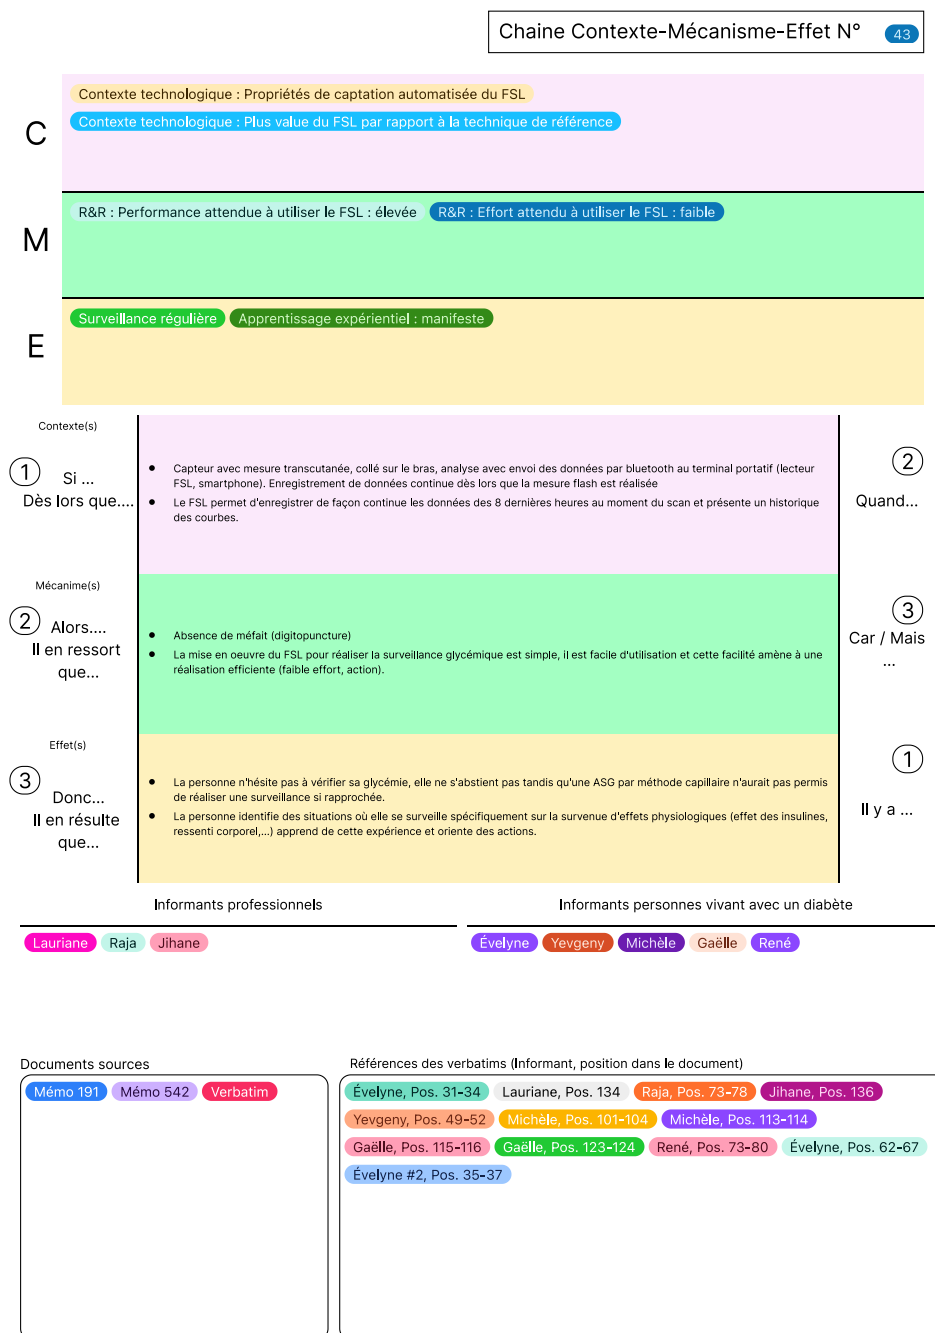 Chaine Contexte-Mécanisme-Effet N° 43
C
Contexte technologique : Propriétés de captation automatisée du FSL
Contexte technologique : Plus value du FSL par rapport à la technique de référence
M
R&R : Performance attendue à utiliser le FSL : élevée R&R : Effort attendu à utiliser le FSL : faible
E
Surveillance régulière Apprentissage expérientiel : manifeste
Contexte(s)
1 Si ...
Dès lors que....
• Capteur avec mesure transcutanée, collé sur le bras, analyse avec envoi des données par bluetooth au terminal portatif (lecteur
FSL, smartphone). Enregistrement de données continue dès lors que la mesure flash est réalisée
• Le FSL permet d'enregistrer de façon continue les données des 8 dernières heures au moment du scan et présente un historique
des courbes.
2
Quand...
Mécanime(s)
2 Alors....
Il en ressort
que...
• Absence de méfait (digitopuncture)
• La mise en oeuvre du FSL pour réaliser la surveillance glycémique est simple, il est facile d'utilisation et cette facilité amène à une
réalisation efficiente (faible effort, action).
3
Car / Mais
...
Effet(s)
3
Donc...
Il en résulte
que...
• La personne n'hésite pas à vérifier sa glycémie, elle ne s'abstient pas tandis qu'une ASG par méthode capillaire n'aurait pas permis
de réaliser une surveillance si rapprochée.
• La personne identifie des situations où elle se surveille spécifiquement sur la survenue d'effets physiologiques (effet des insulines,
ressenti corporel,...) apprend de cette expérience et oriente des actions.
1
Il y a ...
Informants professionnels
Lauriane Raja Jihane
Informants personnes vivant avec un diabète
Évelyne Yevgeny Michèle Gaëlle René
Documents sources
Mémo 191 Mémo 542 Verbatim
Références des verbatims (Informant, position dans le document)
Évelyne, Pos. 31-34 Lauriane, Pos. 134 Raja, Pos. 73-78 Jihane, Pos. 136
Yevgeny, Pos. 49-52 Michèle, Pos. 101-104 Michèle, Pos. 113-114
Gaëlle, Pos. 115-116 Gaëlle, Pos. 123-124 René, Pos. 73-80 Évelyne, Pos. 62-67
Évelyne #2, Pos. 35-37